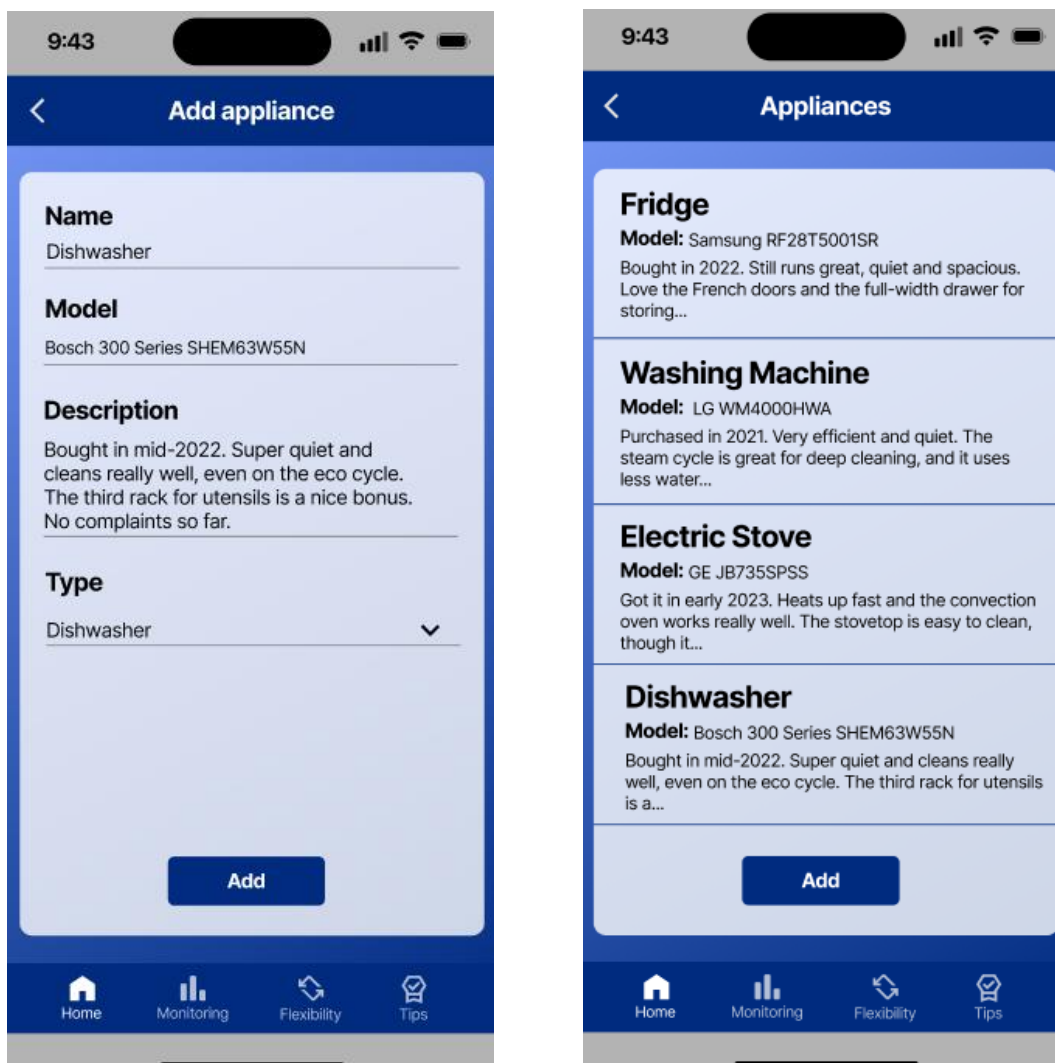 9:43
Add appliance
Name
Dishwasher
Model
Bosch 300 Series SHEM63W55N
Description
Bought in mid-2022. Super quiet and
cleans really well, even on the eco cycle.
The third rack for utensils is a nice bonus.
No complaints so far.
Type
Dishwasher
Add
Home Monitoring Flexibility Tips
9:43
Appliances
Fridge
Model: Samsung RF28T5001SR
Bought in 2022. Still runs great, quiet and spacious.
Love the French doors and the full-width drawer for
storing...
Washing Machine
Model: LG WM4000HWA
Purchased in 2021. Very efficient and quiet. The
steam cycle is great for deep cleaning, and it uses
less water...
Electric Stove
Model: GE JB735SPSS
Got it in early 2023. Heats up fast and the convection
oven works really well. The stovetop is easy to clean,
though it...
Dishwasher
Model: Bosch 300 Series SHEM63W55N
Bought in mid-2022. Super quiet and cleans really
well, even on the eco cycle. The third rack for utensils
is a...
Add
Home Monitoring Flexibility Tips